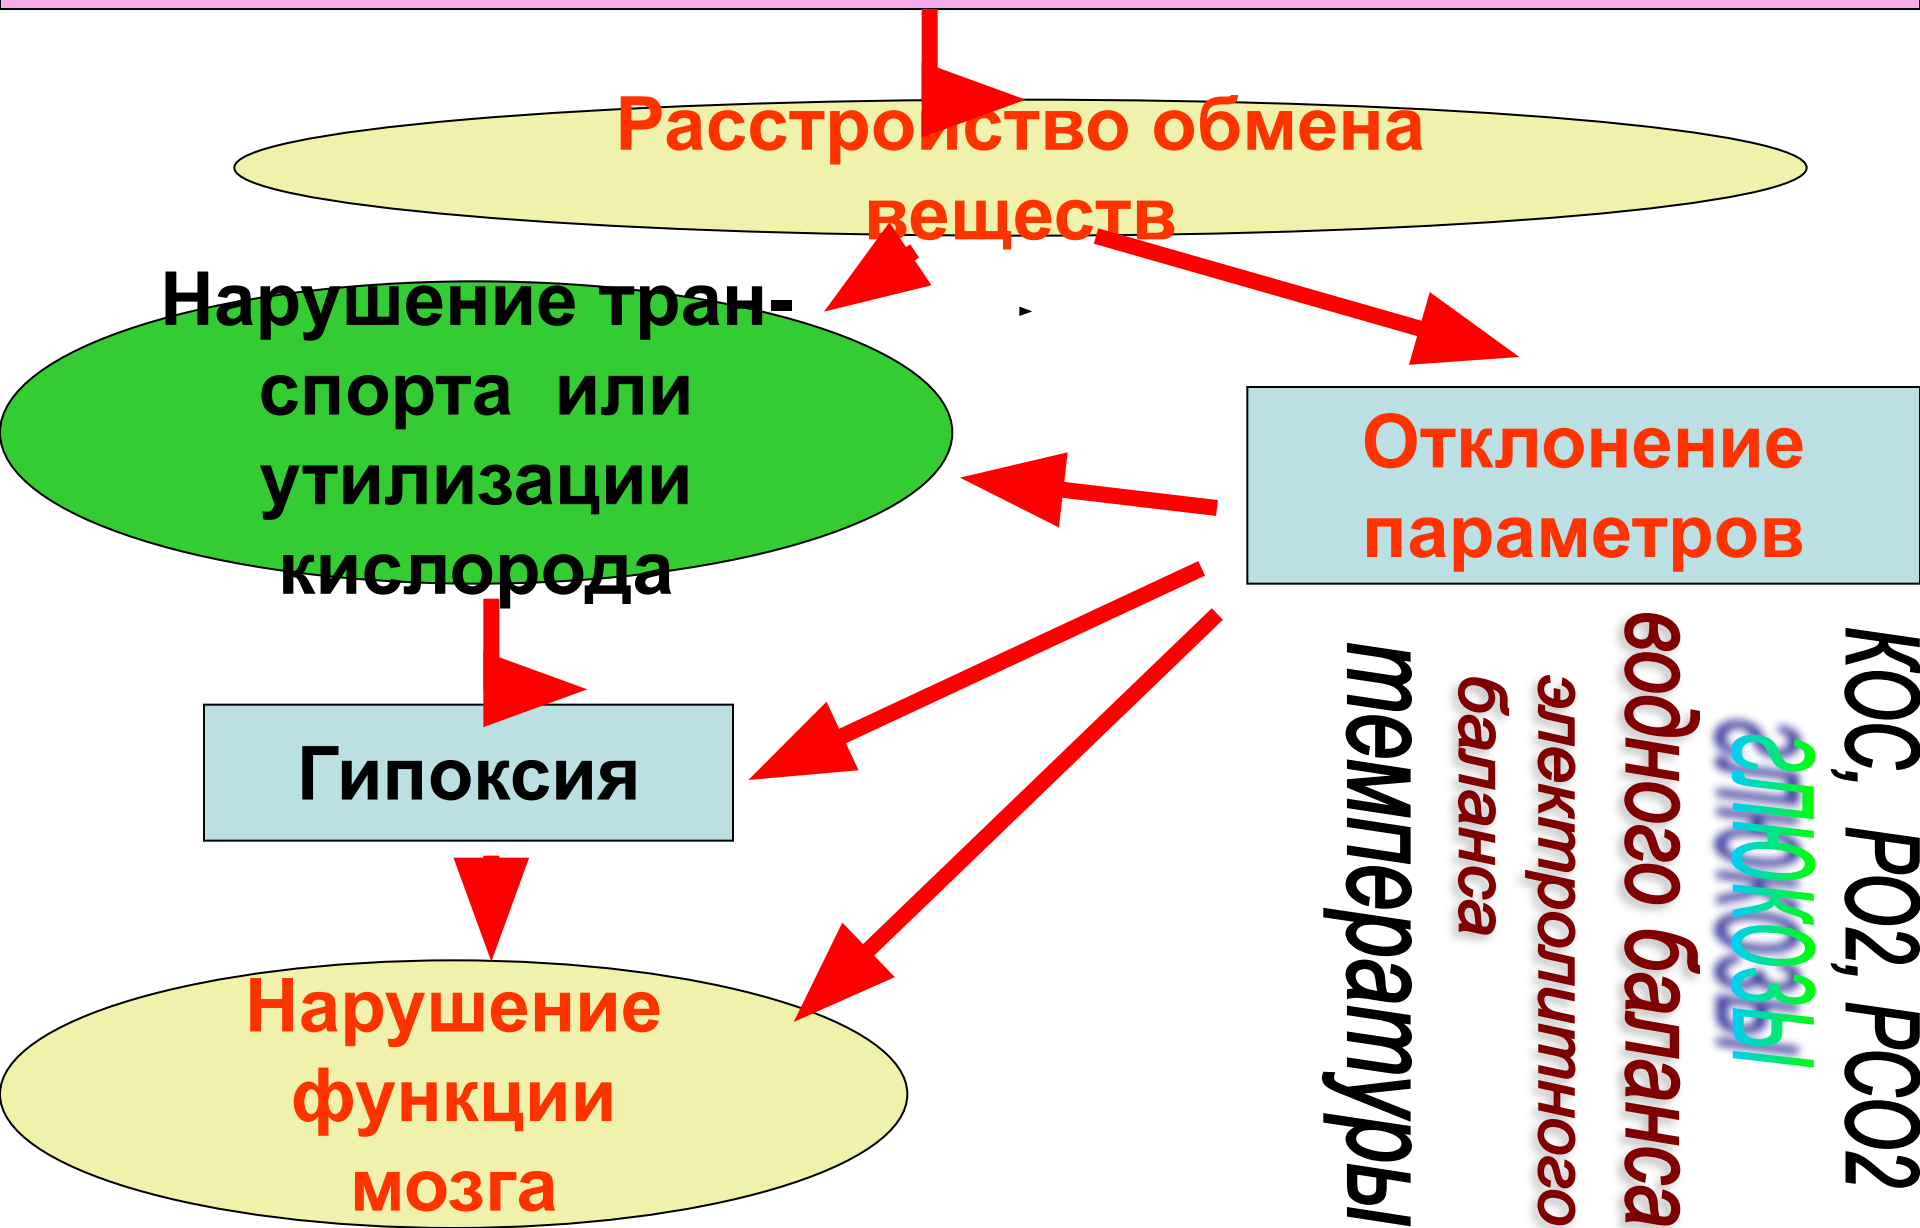 Расстройство обмена
веществ
Нарушение тран-
спорта или
утилизации
кислорода
Отклонение
параметров
Гипоксия
Нарушение
функции
мозга
КОС, РО2, РСО2
глюкозы
водного баланса
электролитного
баланса
температуры